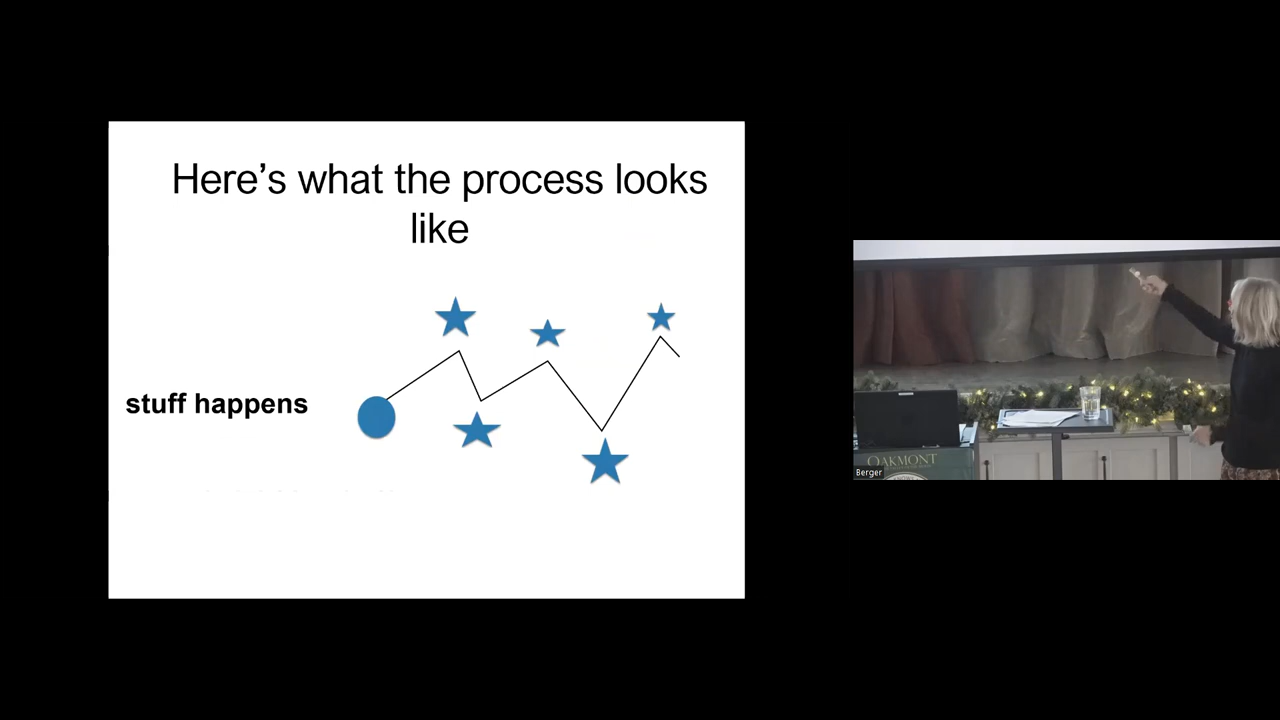 Here’s what the process looks
like
stuff happens
OAKMONT
Berger